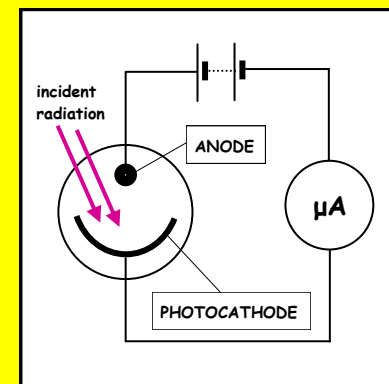 incident
radiation
ANODE
µA
PHOTOCATHODE